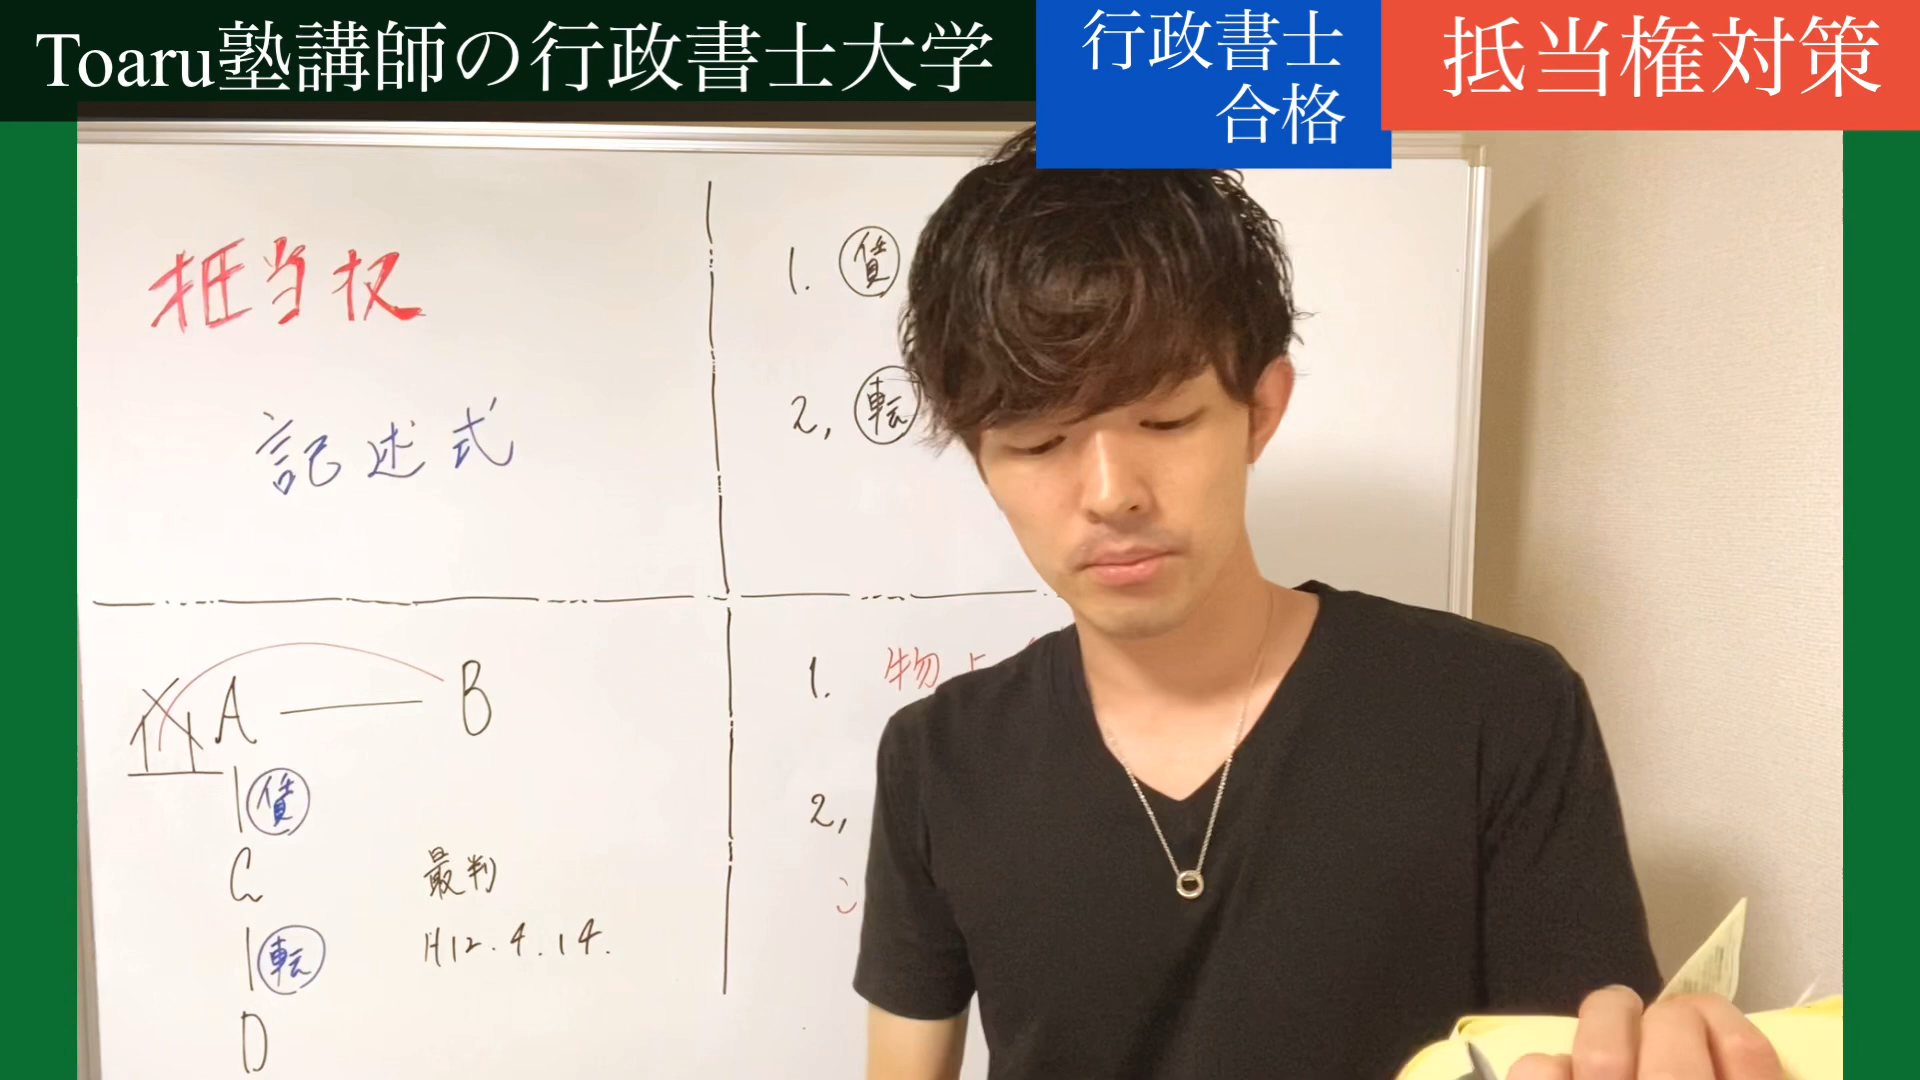 Toaru塾講師の行政書士大学
行政書士
合格
抵当権対策
抵当权
記述式
1. 賃
2, 転
A B
賃
C
転
D
最判
H12.4.14.
1. 物上
2,